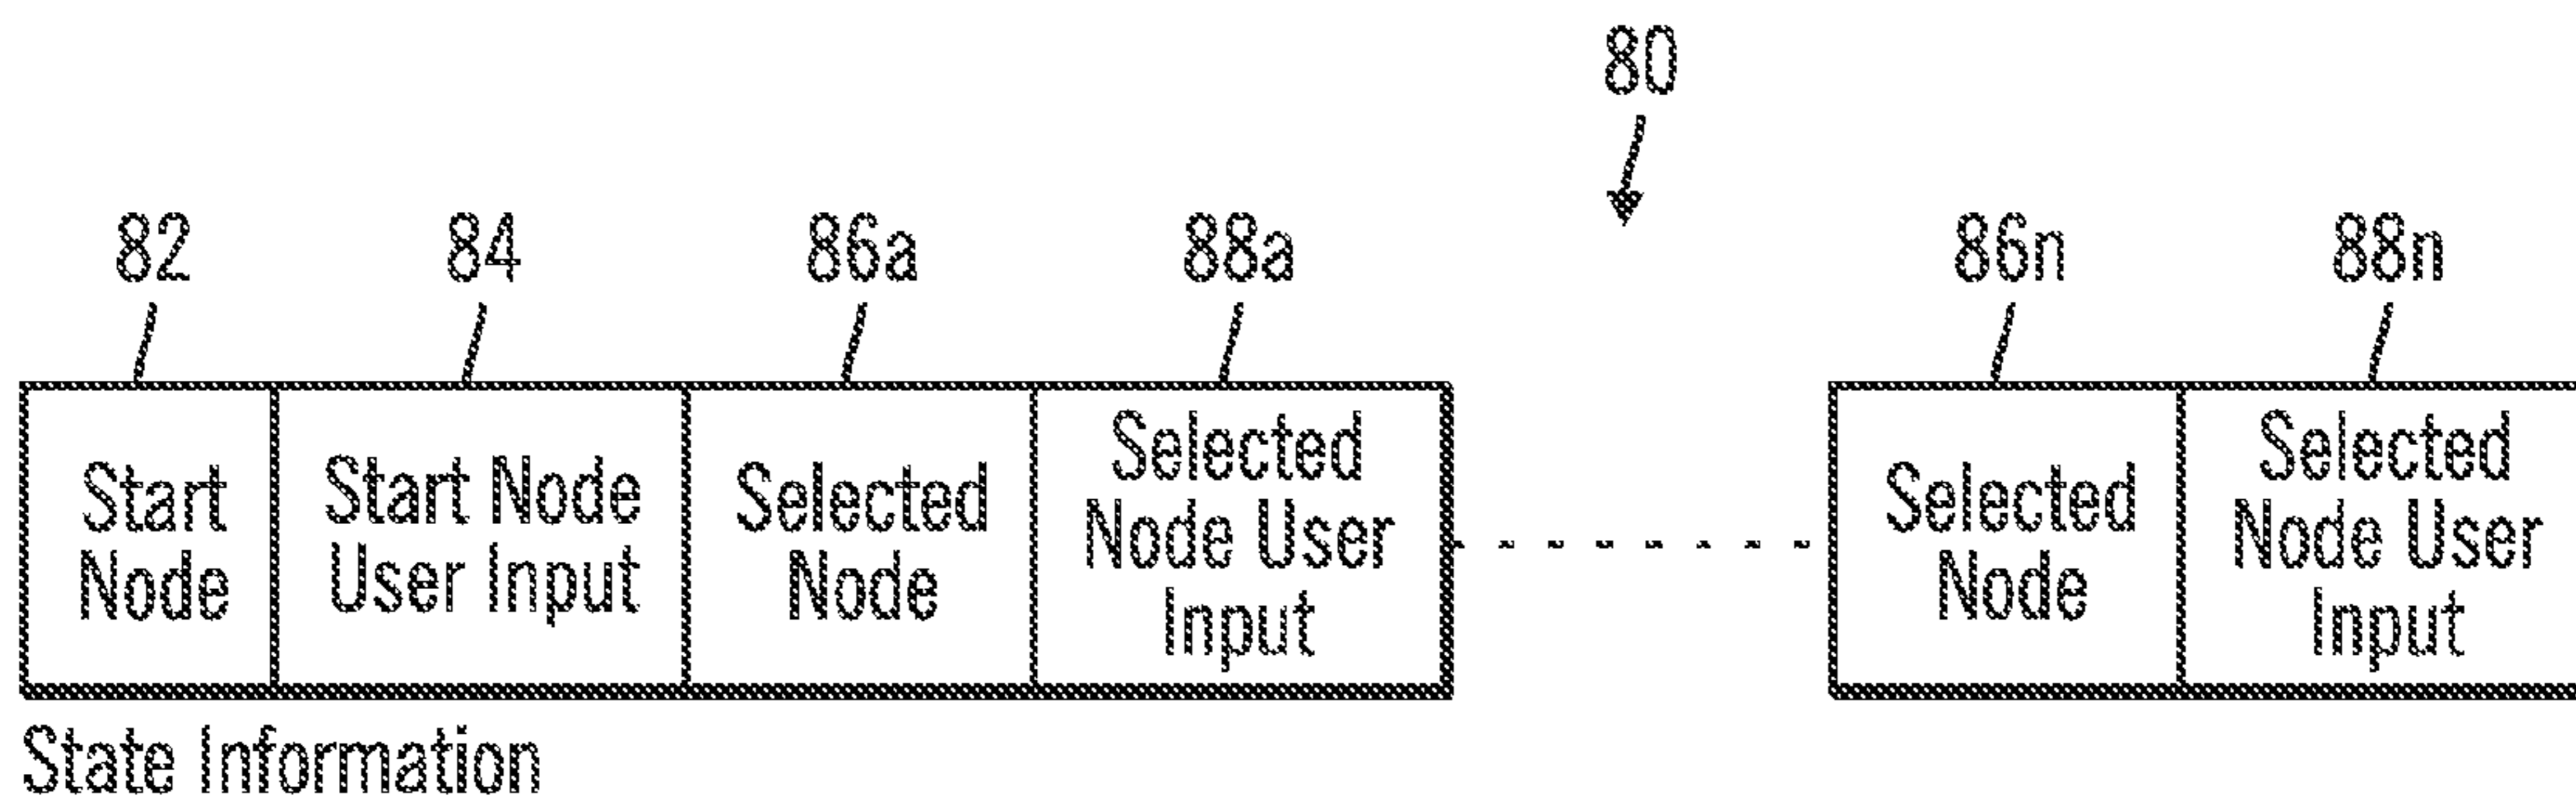 80
82
84
86a
88a
86n
88n
Start
Node
Start Node
User Input
Selected
Node
Selected
Node User
Input
Selected
Node
Selected
Node User
Input
State Information